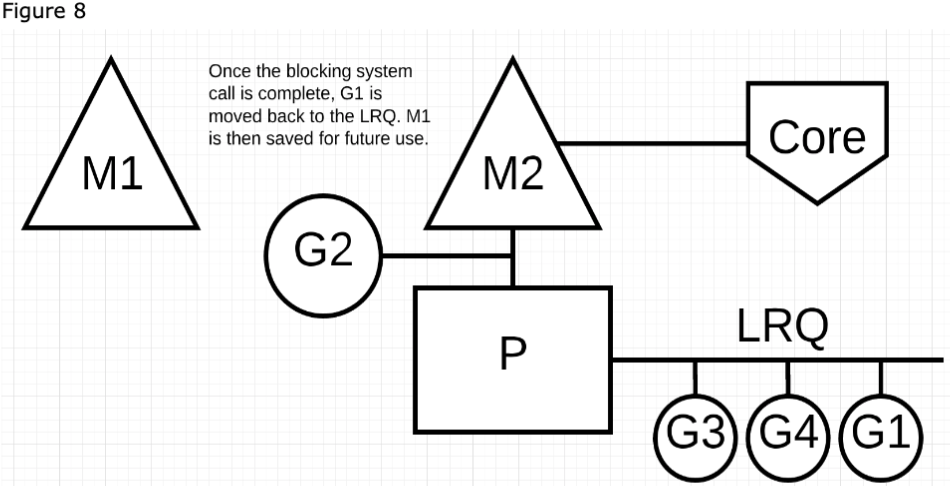 Figure 8
Once the blocking system
call is complete, G1 is
moved back to the LRQ. M1
is then saved for future use.
M1
M2
Core
G2
P
LRQ
G3
G4
G1